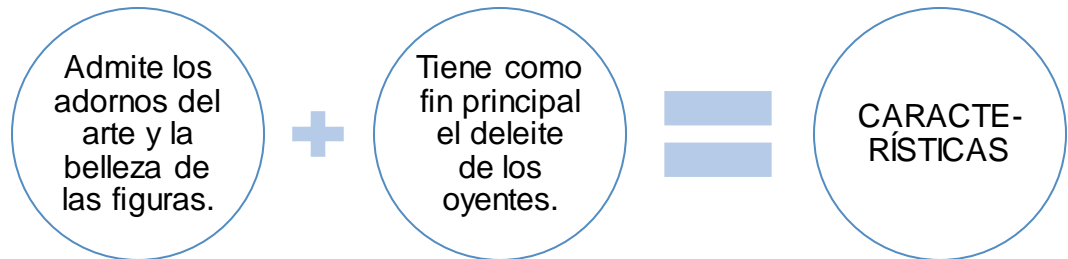 Admite los
adornos del
arte y la
belleza de
las figuras.
Tiene como
fin principal
el deleite
de los
oyentes.
CARACTE-
RÍSTICAS